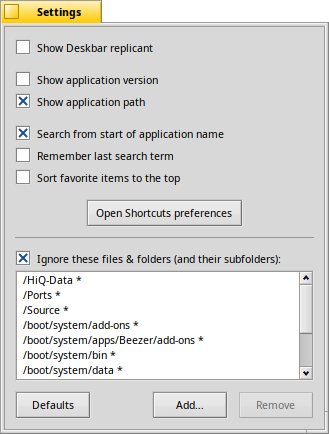 Settings
Show Deskbar replicant
Show application version
Show application path
Search from start of application name
Remember last search term
Sort favorite items to the top
Open Shortcuts preferences
Ignore these files & folders (and their subfolders):
/HiQ-Data *
/Ports *
/Source *
/boot/system/add-ons *
/boot/system/apps/Beezer/add-ons *
/boot/system/bin *
/boot/system/data *
Defaults
Add...
Remove